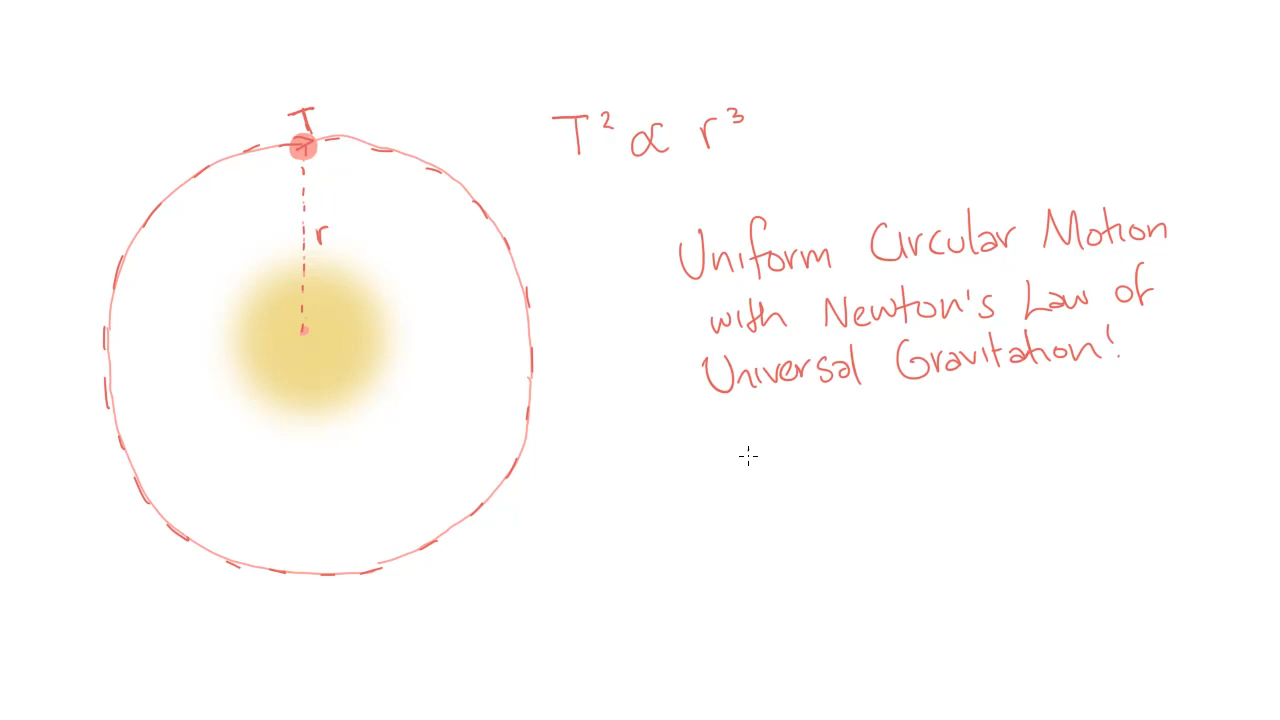 T
T² ∝ r³
r
Uniform Circular Motion
with Newton's Law of
Universal Gravitation!